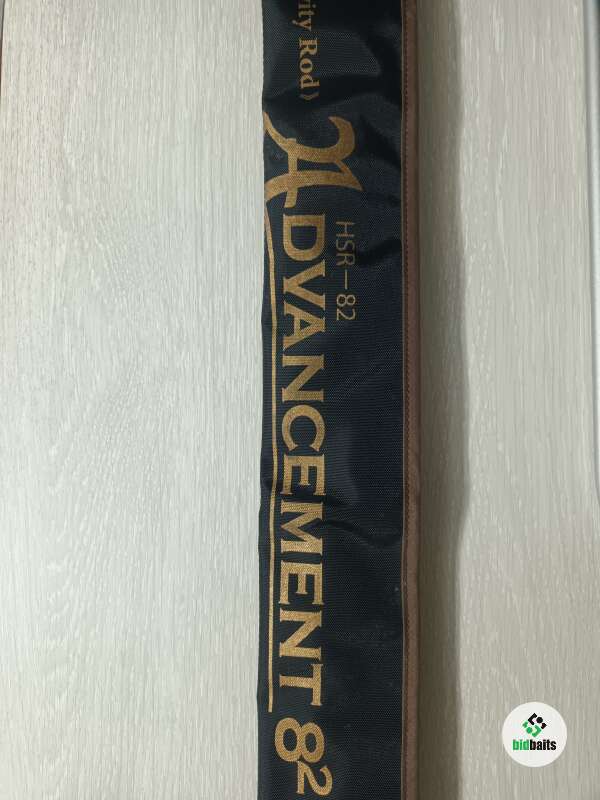 ity Rod〉
HSR-82
ADVANCEMENT 82
bidbaits